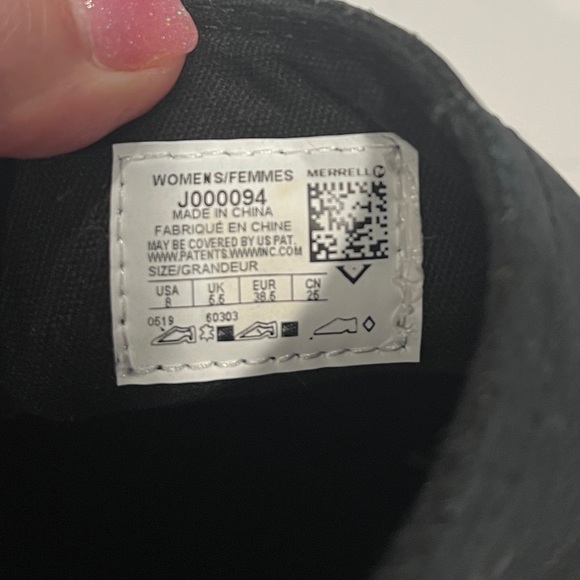 WOMENS/FEMMES MERRELL
J000094
MADE IN CHINA
FABRIQUÉ EN CHINE
MAY BE COVERED BY US PAT.
WWW.PATENTS.WWWINC.COM
SIZE/GRANDEUR
USA UK EUR CN
8 5.5 38.5 25
0519 60303